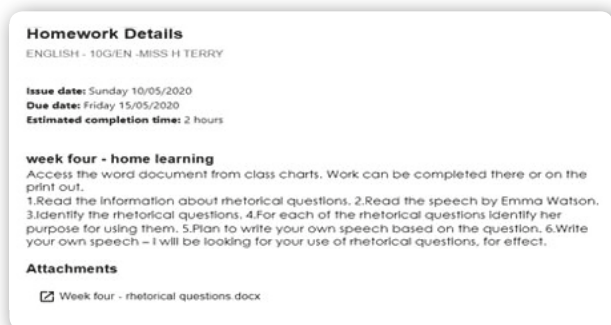 Homework Details
ENGLISH - 10G/EN -MISS H TERRY
Issue date: Sunday 10/05/2020
Due date: Friday 15/05/2020
Estimated completion time: 2 hours
week four - home learning
Access the word document from class charts. Work can be completed there or on the
print out.
1.Read the information about rhetorical questions. 2.Read the speech by Emma Watson.
3.Identify the rhetorical questions. 4.For each of the rhetorical questions identify her
purpose for using them. 5.Plan to write your own speech based on the question. 6.Write
your own speech – I will be looking for your use of rhetorical questions, for effect.
Attachments
Week four - rhetorical questions.docx